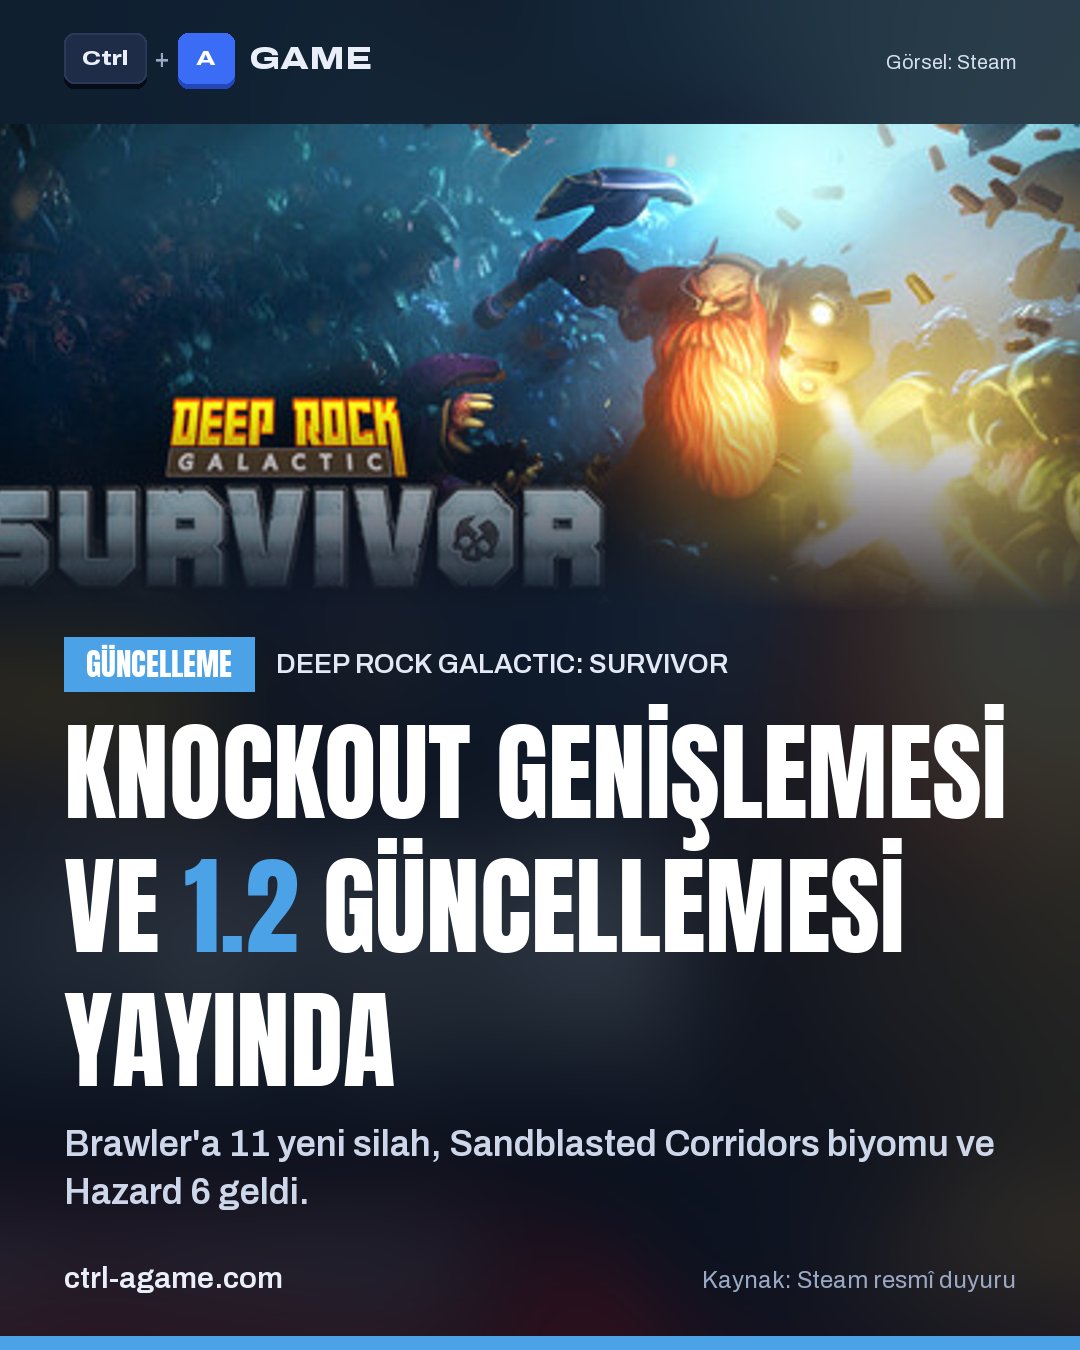 Ctrl + A GAME
Görsel: Steam
DEEP ROCK
GALACTIC
SURVIVOR
GÜNCELLEME DEEP ROCK GALACTIC: SURVIVOR
KNOCKOUT GENİŞLEMESİ
VE 1.2 GÜNCELLEMESİ
YAYINDA
Brawler'a 11 yeni silah, Sandblasted Corridors biyomu ve
Hazard 6 geldi.
ctrl-agame.com
Kaynak: Steam resmî duyuru